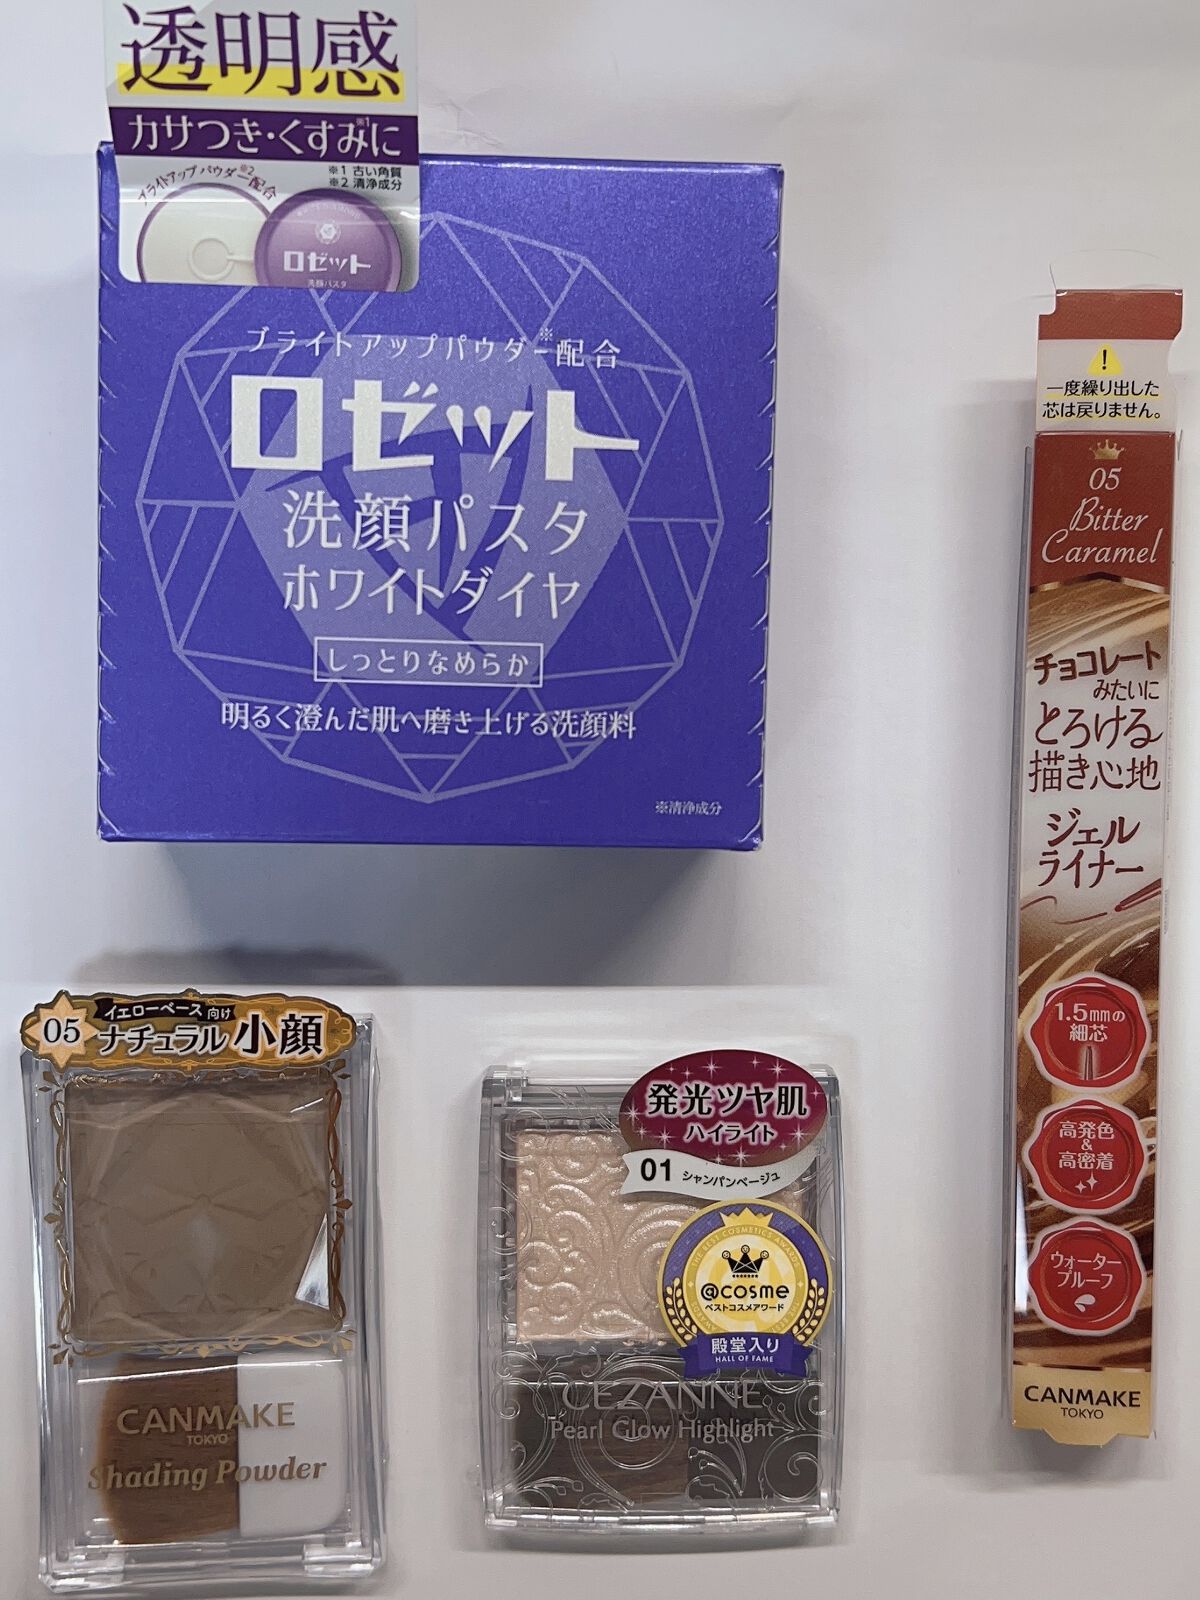 透明感
カサつき・くすみ※1に
※1 古い角質
※2 清浄成分
ブライトアップパウダー※2配合
ロゼット
洗顔パスタ
ブライトアップパウダー※配合
ロゼット
洗顔パスタ
ホワイトダイヤ
しっとりなめらか
明るく澄んだ肌へ磨き上げる洗顔料
※清浄成分
!
一度繰り出した
芯は戻りません。
05
Bitter
Caramel
チョコレート
みたいに
とろける
描き心地
ジェル
ライナー
1.5mmの
細芯
高発色
&
高密着
ウォーター
プルーフ
CANMAKE
TOKYO
05
イエローベース向け
ナチュラル小顔
CANMAKE
TOKYO
Shading Powder
発光ツヤ肌
ハイライト
01 シャンパンベージュ
THE BEST COSMETICS AWARDS
@cosme
ベストコスメアワード
殿堂入り
HALL OF FAME
CEZANNE
Pearl Glow Highlight